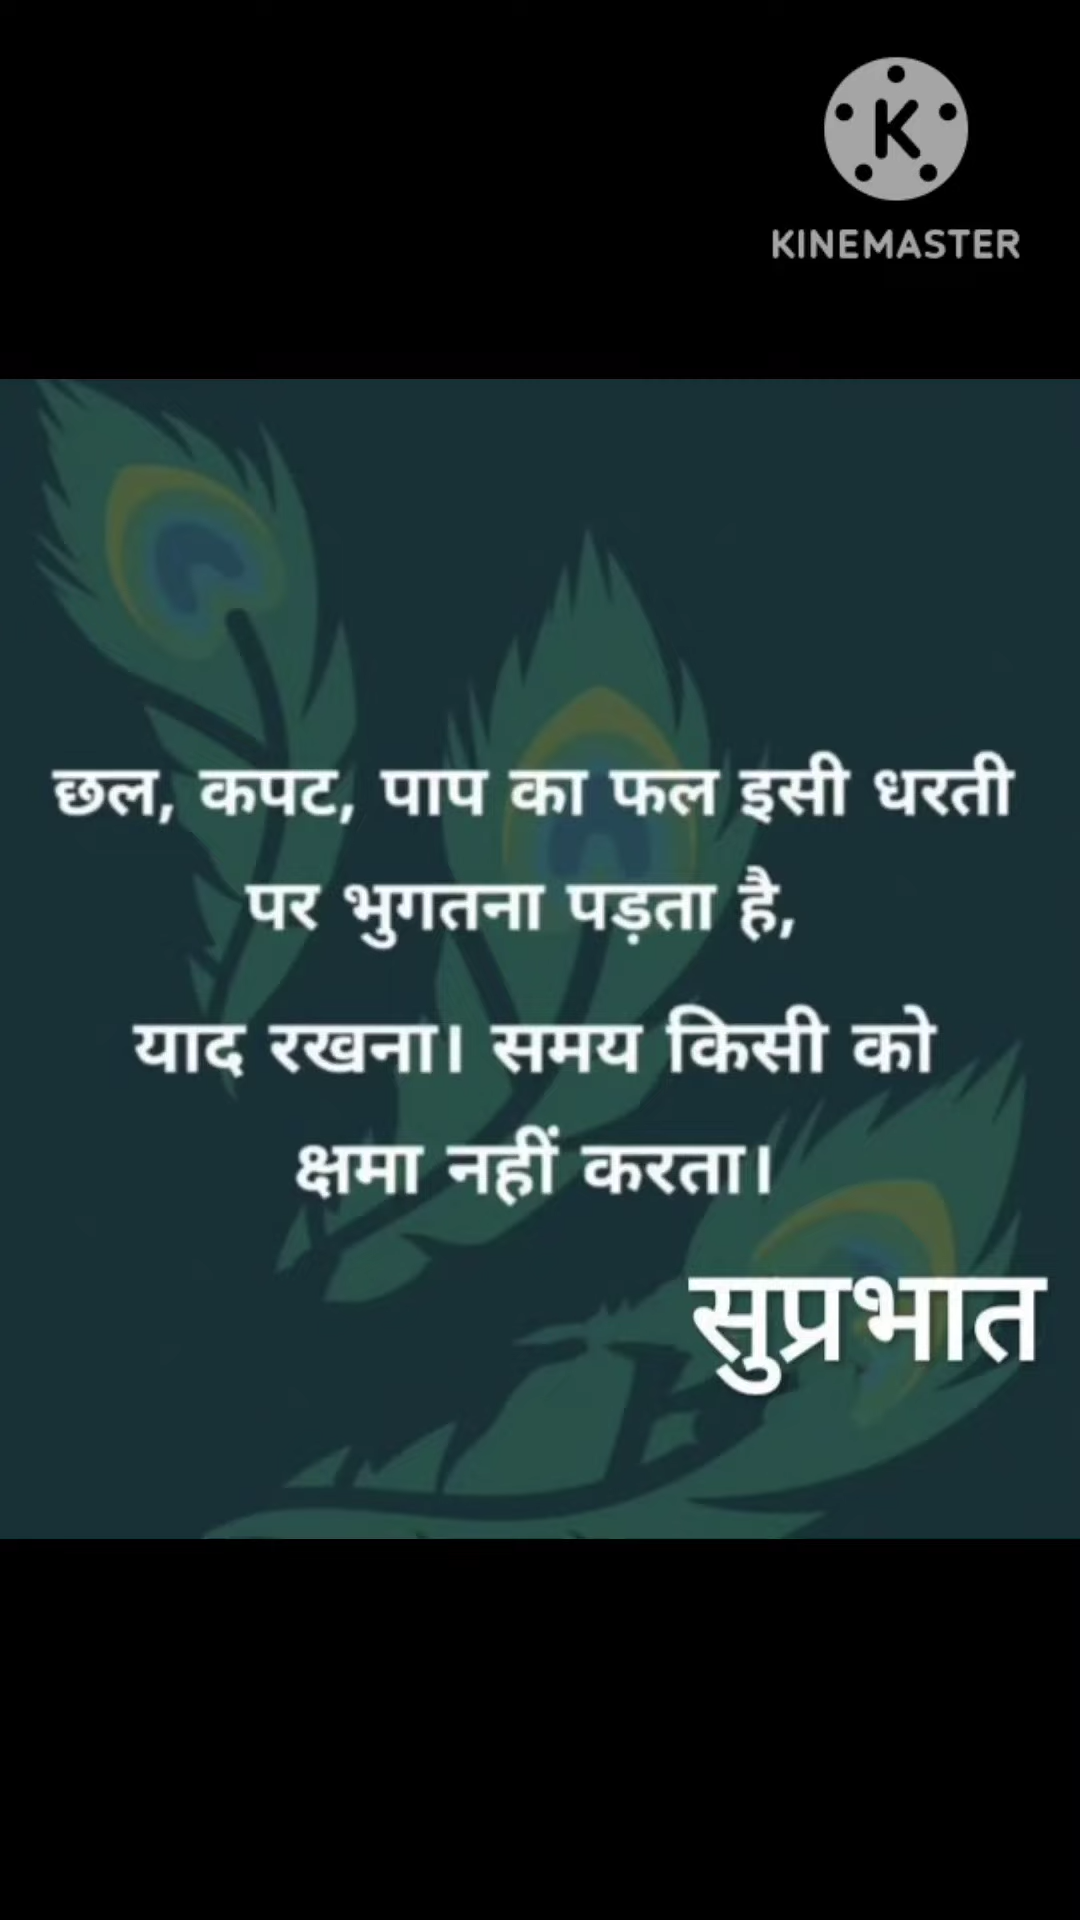 K
KINEMASTER
छल, कपट, पाप का फल इसी धरती
पर भुगतना पड़ता है,
याद रखना। समय किसी को
क्षमा नहीं करता।
सुप्रभात